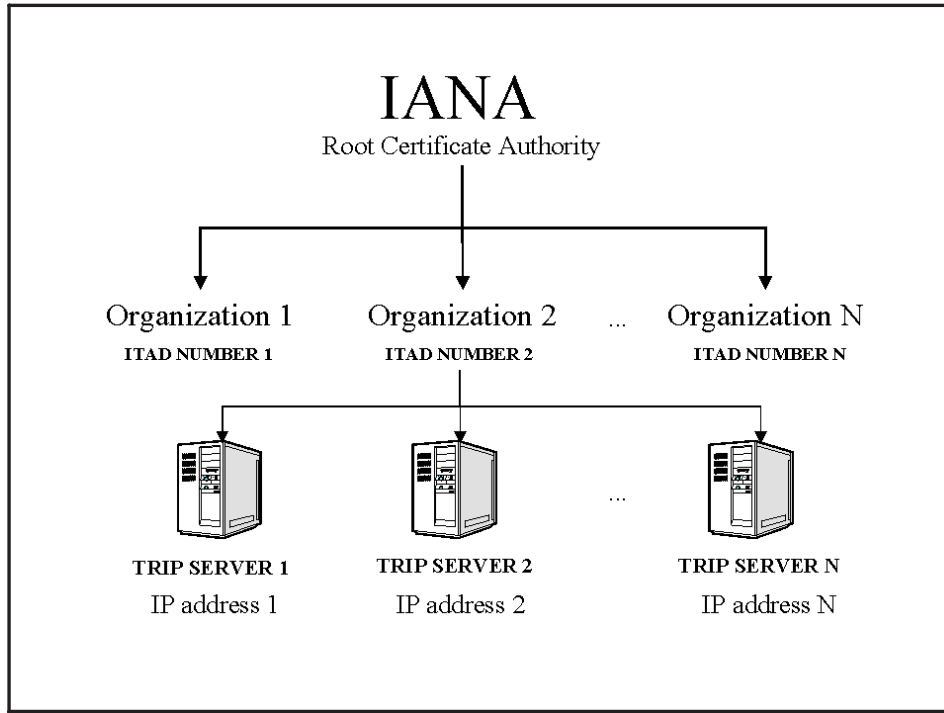 IANA
Root Certificate Authority
Organization 1 Organization 2 ... Organization N
ITAD NUMBER 1 ITAD NUMBER 2 ITAD NUMBER N
...
TRIP SERVER 1 TRIP SERVER 2 TRIP SERVER N
IP address 1 IP address 2 IP address N